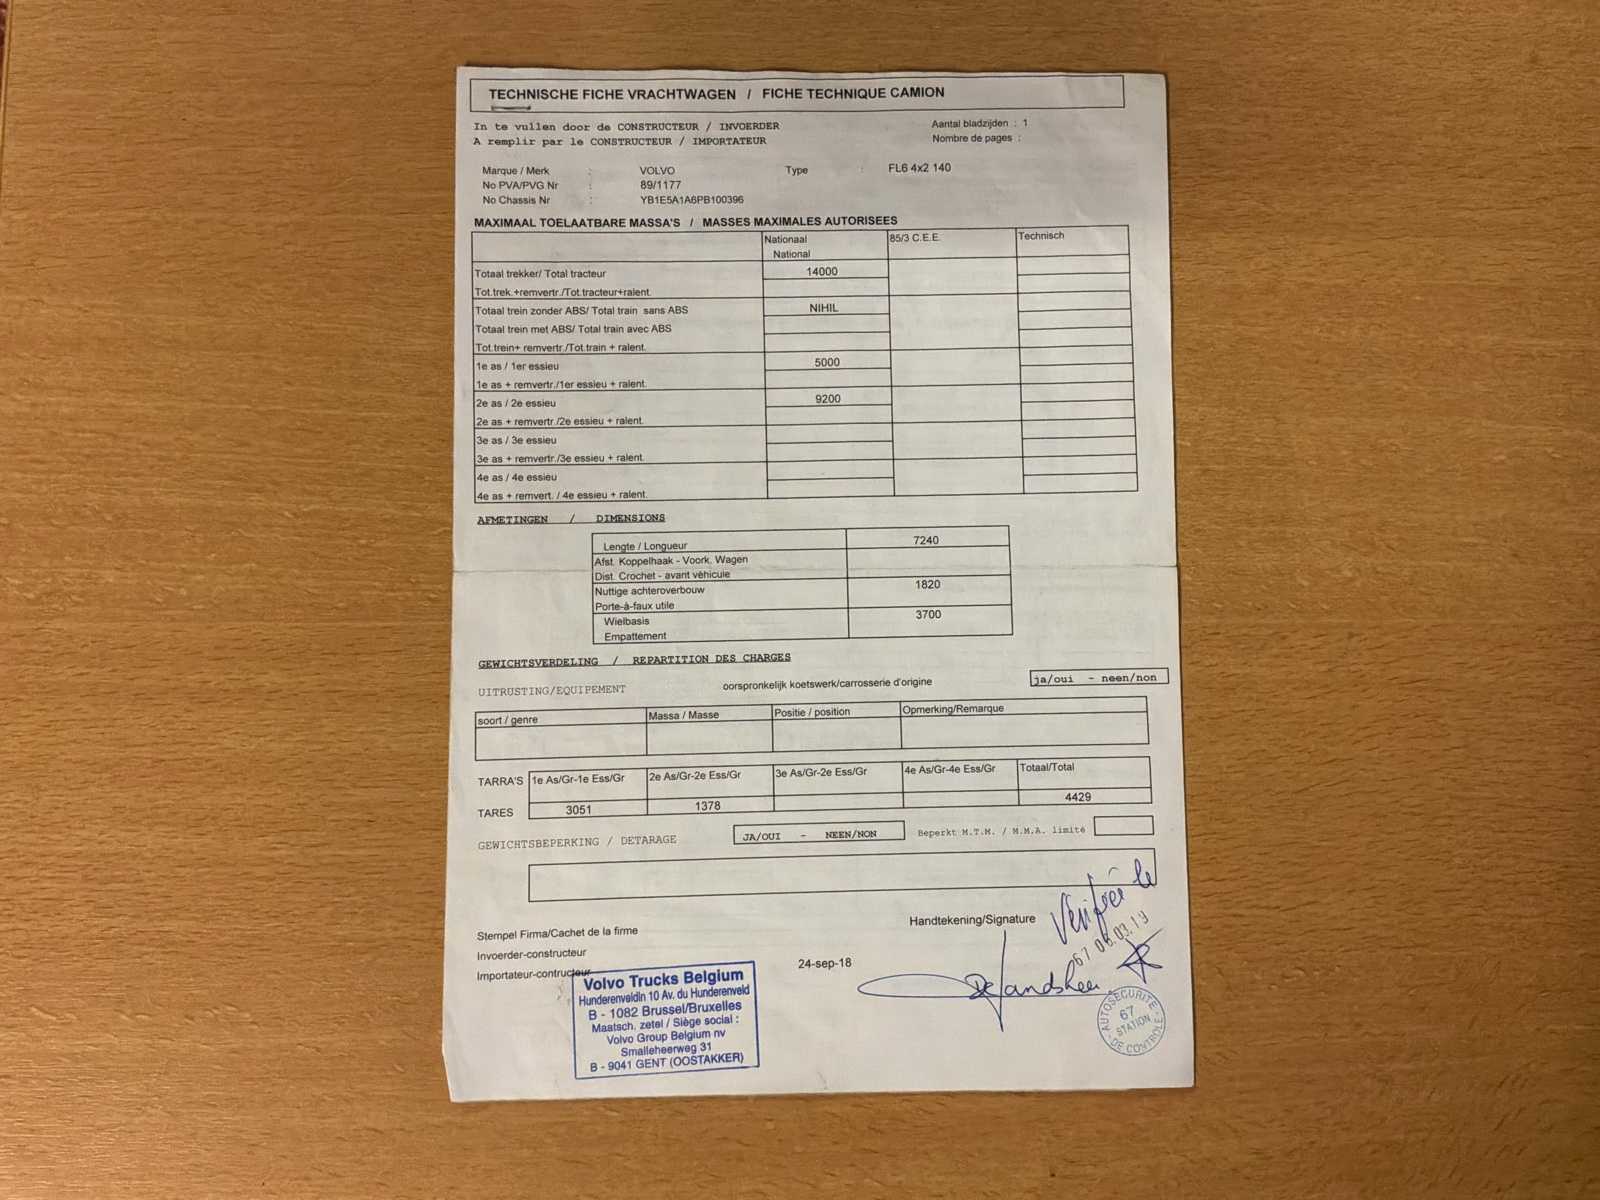 TECHNISCHE FICHE VRACHTWAGEN / FICHE TECHNIQUE CAMION
In te vullen door de CONSTRUCTEUR / INVOERDER
A remplir par le CONSTRUCTEUR / IMPORTATEUR
Aantal bladzijden : 1
Nombre de pages :
Marque / Merk : VOLVO Type : FL6 4x2 140
No PVA/PVG Nr : 89/1177
No Chassis Nr : YB1E5A1A6PB100396
MAXIMAAL TOELAATBARE MASSA'S / MASSES MAXIMALES AUTORISEES
Nationaal 85/3 C.E.E. Technisch
National
Totaal trekker/ Total tracteur 14000
Tot.trek.+remvertr./Tot.tracteur+ralent.
Totaal trein zonder ABS/ Total train sans ABS NIHIL
Totaal trein met ABS/ Total train avec ABS
Tot.trein+ remvertr./Tot.train + ralent.
1e as / 1er essieu 5000
1e as + remvertr./1er essieu + ralent.
2e as / 2e essieu 9200
2e as + remvertr./2e essieu + ralent.
3e as / 3e essieu
3e as + remvertr./3e essieu + ralent.
4e as / 4e essieu
4e as + remvert. / 4e essieu + ralent.
AFMETINGEN / DIMENSIONS
Lengte / Longueur 7240
Afst. Koppelhaak - Voork. Wagen
Dist. Crochet - avant véhicule
Nuttige achteroverbouw 1820
Porte-à-faux utile
Wielbasis 3700
Empattement
GEWICHTSVERDELING / REPARTITION DES CHARGES
UITRUSTING/EQUIPEMENT oorspronkelijk koetswerk/carrosserie d'origine ja/oui - neen/non
soort / genre Massa / Masse Positie / position Opmerking/Remarque
TARRA'S 1e As/Gr-1e Ess/Gr 2e As/Gr-2e Ess/Gr 3e As/Gr-2e Ess/Gr 4e As/Gr-4e Ess/Gr Totaal/Total
TARES 3051 1378 4429
GEWICHTSBEPERKING / DETARAGE JA/OUI - NEEN/NON Beperkt M.T.M. / M.M.A. limité
Stempel Firma/Cachet de la firme
Invoerder-constructeur
Importateur-contructeur
24-sep-18
Handtekening/Signature
Vérifié le
67 06.03.19
Volvo Trucks Belgium
Hunderenveldln 10 Av. du Hunderenveld
B - 1082 Brussel/Bruxelles
Maatsch. zetel / Siège social :
Volvo Group Belgium nv
Smalleheerweg 31
B - 9041 GENT (OOSTAKKER)
AUTOSECURITE
67
STATION
DE CONTROLE